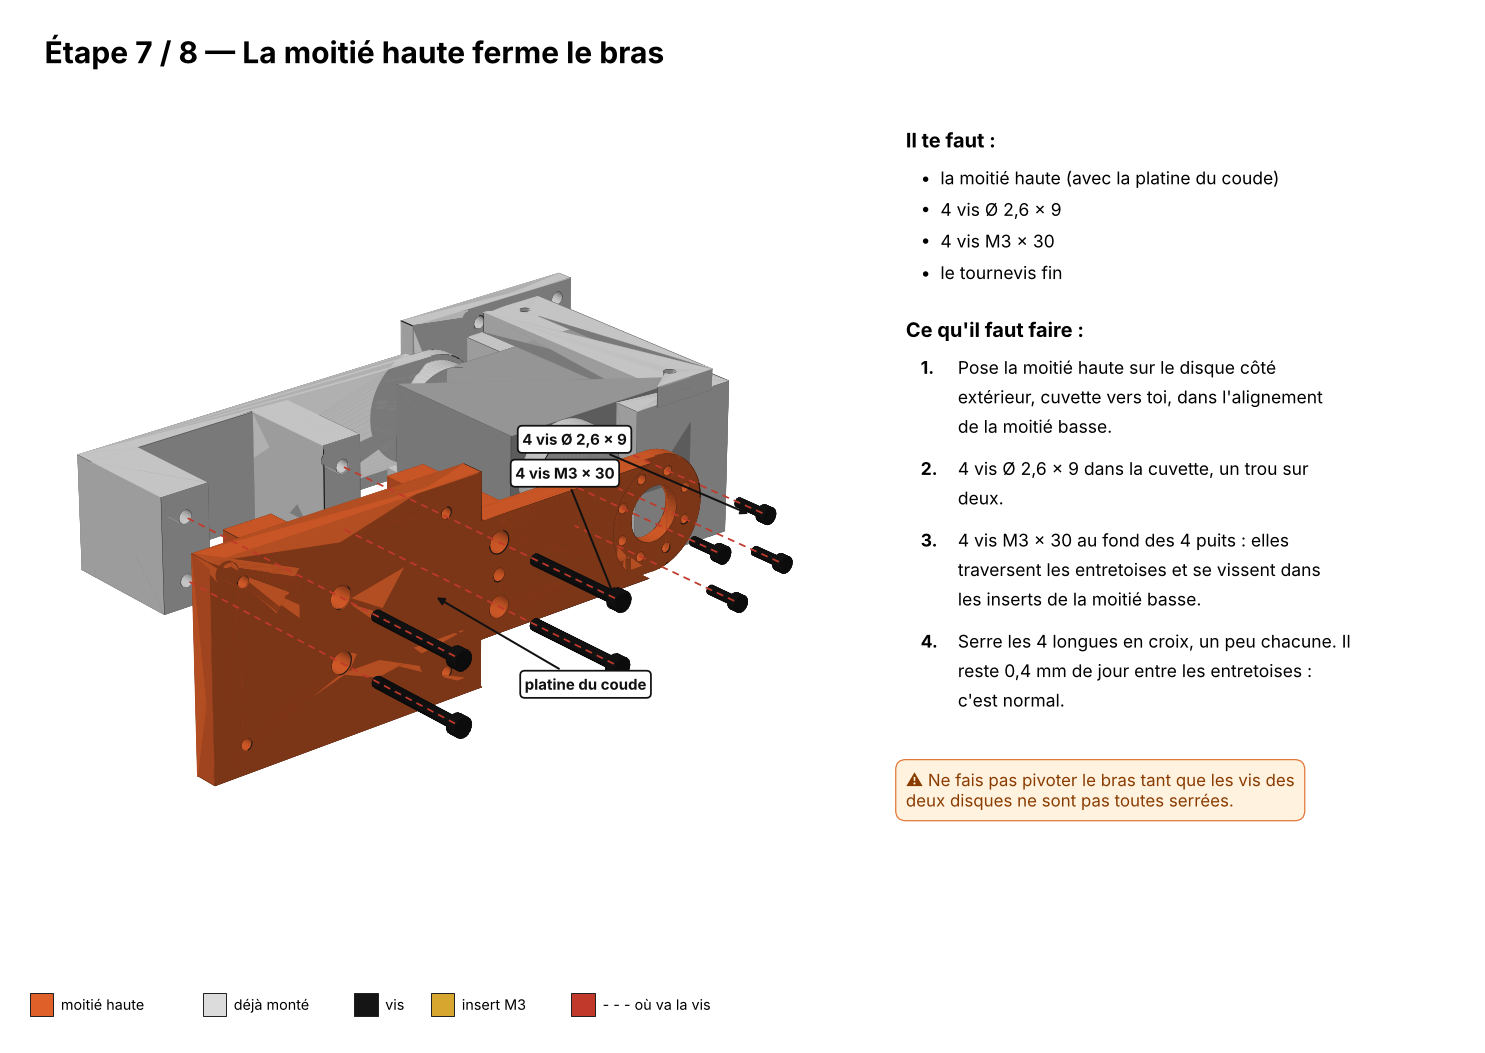 Étape 7 / 8 — La moitié haute ferme le bras
Il te faut :
• la moitié haute (avec la platine du coude)
• 4 vis Ø 2,6 × 9
• 4 vis M3 × 30
• le tournevis fin
Ce qu'il faut faire :
1. Pose la moitié haute sur le disque côté
extérieur, cuvette vers toi, dans l'alignement
de la moitié basse.
2. 4 vis Ø 2,6 × 9 dans la cuvette, un trou sur
deux.
3. 4 vis M3 × 30 au fond des 4 puits : elles
traversent les entretoises et se vissent dans
les inserts de la moitié basse.
4. Serre les 4 longues en croix, un peu chacune. Il
reste 0,4 mm de jour entre les entretoises :
c'est normal.
⚠ Ne fais pas pivoter le bras tant que les vis des
deux disques ne sont pas toutes serrées.
4 vis Ø 2,6 × 9
4 vis M3 × 30
platine du coude
moitié haute
déjà monté
vis
insert M3
- - - où va la vis